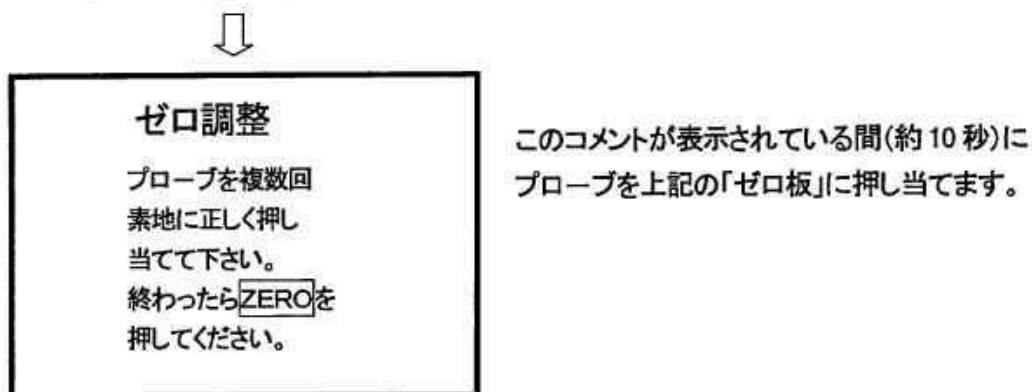 ゼロ調整
プローブを複数回
素地に正しく押し
当てて下さい。
終わったらZEROを
押してください。
このコメントが表示されている間(約10秒)に
プローブを上記の「ゼロ板」に押し当てます。